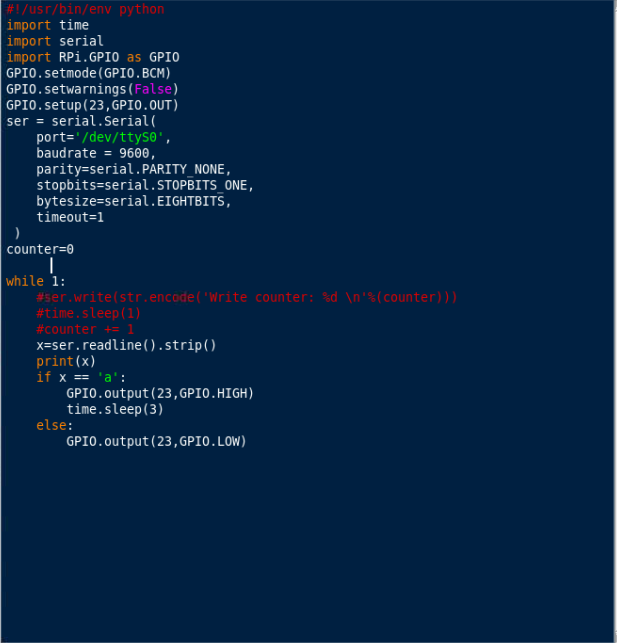 #!/usr/bin/env python
import time
import serial
import RPi.GPIO as GPIO
GPIO.setmode(GPIO.BCM)
GPIO.setwarnings(False)
GPIO.setup(23,GPIO.OUT)
ser = serial.Serial(
    port='/dev/ttyS0',
    baudrate = 9600,
    parity=serial.PARITY_NONE,
    stopbits=serial.STOPBITS_ONE,
    bytesize=serial.EIGHTBITS,
    timeout=1
 )
counter=0
while 1:
    #ser.write(str.encode('Write counter: %d \n'%(counter)))
    #time.sleep(1)
    #counter += 1
    x=ser.readline().strip()
    print(x)
    if x == 'a':
        GPIO.output(23,GPIO.HIGH)
        time.sleep(3)
    else:
        GPIO.output(23,GPIO.LOW)